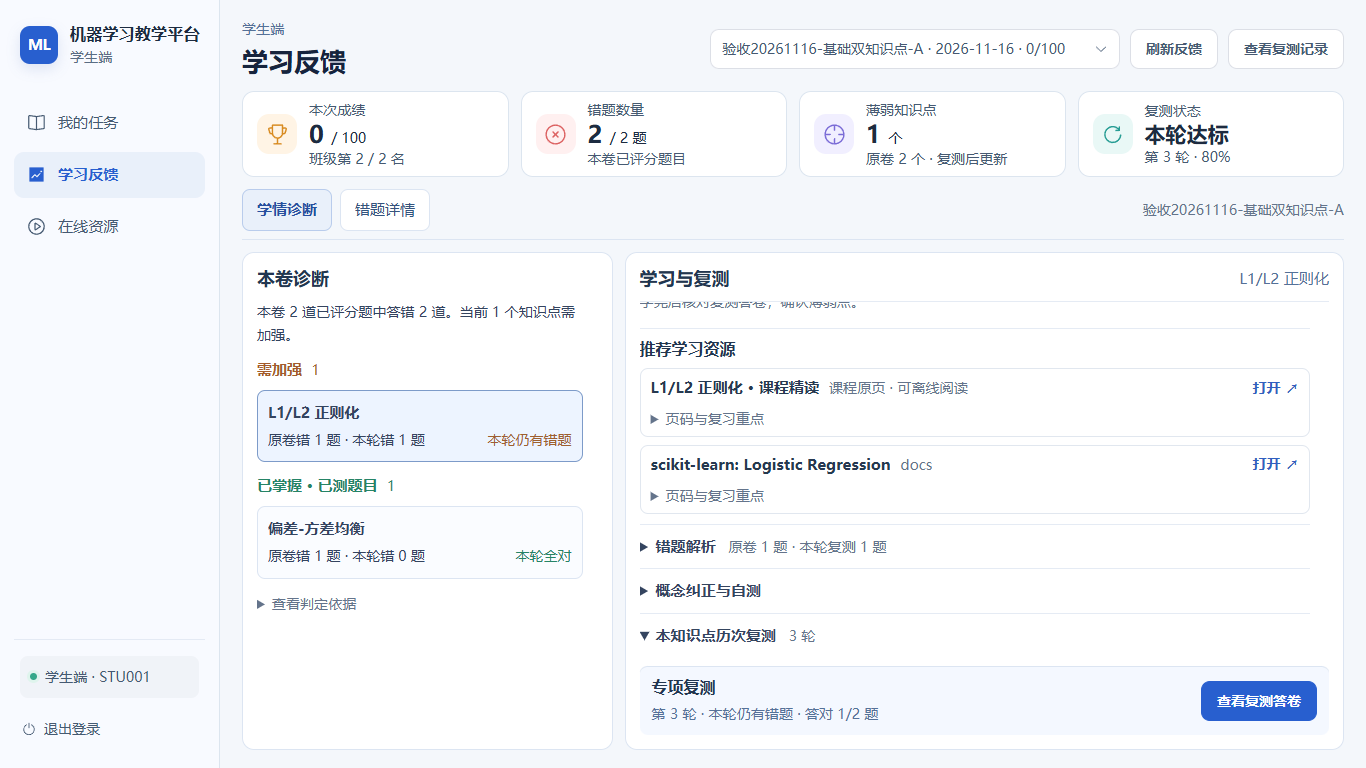 ML
机器学习教学平台
学生端
我的任务
学习反馈
在线资源
学生端 · STU001
退出登录
学生端
学习反馈
验收20261116-基础双知识点-A · 2026-11-16 · 0/100
刷新反馈
查看复测记录
本次成绩
0 / 100
班级第 2 / 2 名
错题数量
2 / 2 题
本卷已评分题目
薄弱知识点
1 个
原卷 2 个 · 复测后更新
复测状态
本轮达标
第 3 轮 · 80%
学情诊断
错题详情
验收20261116-基础双知识点-A
本卷诊断
本卷 2 道已评分题中答错 2 道。当前 1 个知识点需
加强。
需加强 1
L1/L2 正则化
原卷错 1 题 · 本轮错 1 题 本轮仍有错题
已掌握 · 已测题目 1
偏差-方差均衡
原卷错 1 题 · 本轮错 0 题 本轮全对
▶ 查看判定依据
学习与复测
L1/L2 正则化
学完后核对复测答卷，确认薄弱点。
推荐学习资源
L1/L2 正则化 · 课程精读 课程原页 · 可离线阅读 打开 ↗
▶ 页码与复习重点
scikit-learn: Logistic Regression docs 打开 ↗
▶ 页码与复习重点
▶ 错题解析 原卷 1 题 · 本轮复测 1 题
▶ 概念纠正与自测
▼ 本知识点历次复测 3 轮
专项复测
第 3 轮 · 本轮仍有错题 · 答对 1/2 题
查看复测答卷